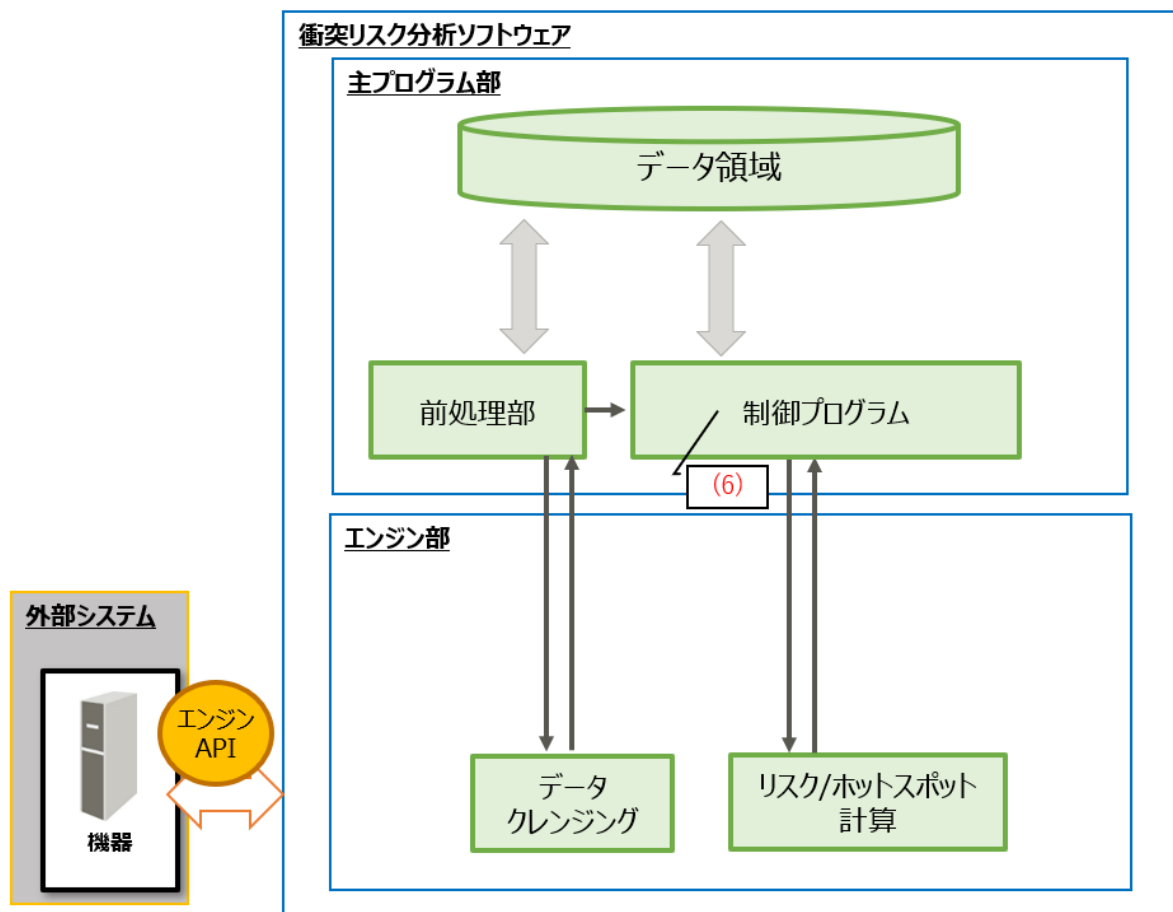 衝突リスク分析ソフトウェア
主プログラム部
データ領域
前処理部
制御プログラム
(6)
エンジン部
外部システム
エンジン
API
機器
データ
クレンジング
リスク/ホットスポット
計算